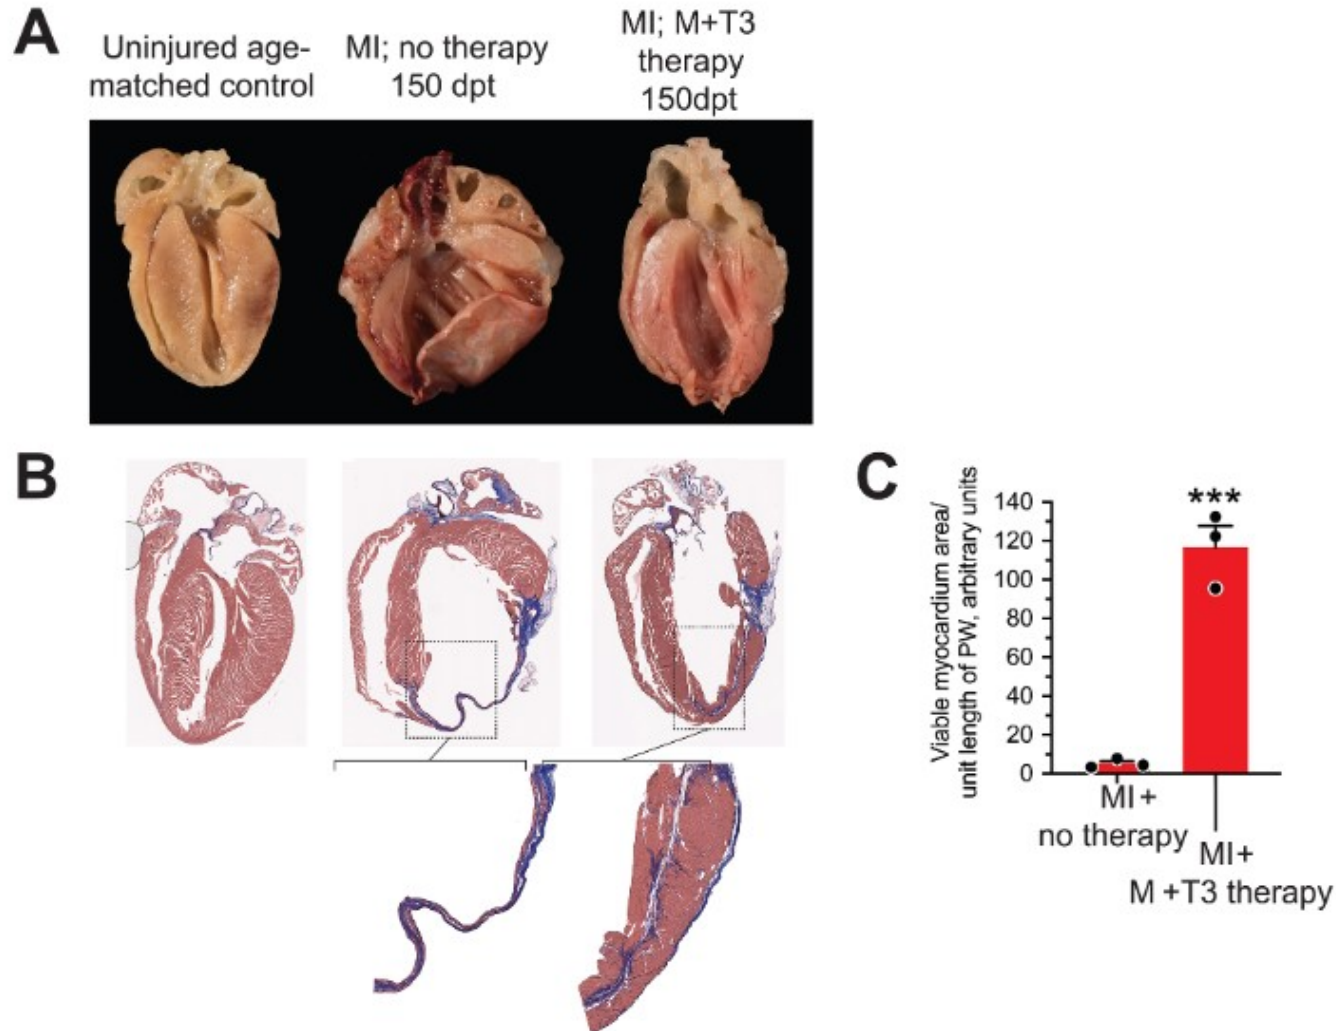 A
Uninjured age-
matched control
MI; no therapy
150 dpt
MI; M+T3
therapy
150dpt
B
C
Viable myocardium area/
unit length of PW, arbitrary units
140
120
100
80
60
40
20
0
***
MI +
no therapy
MI+
M +T3 therapy